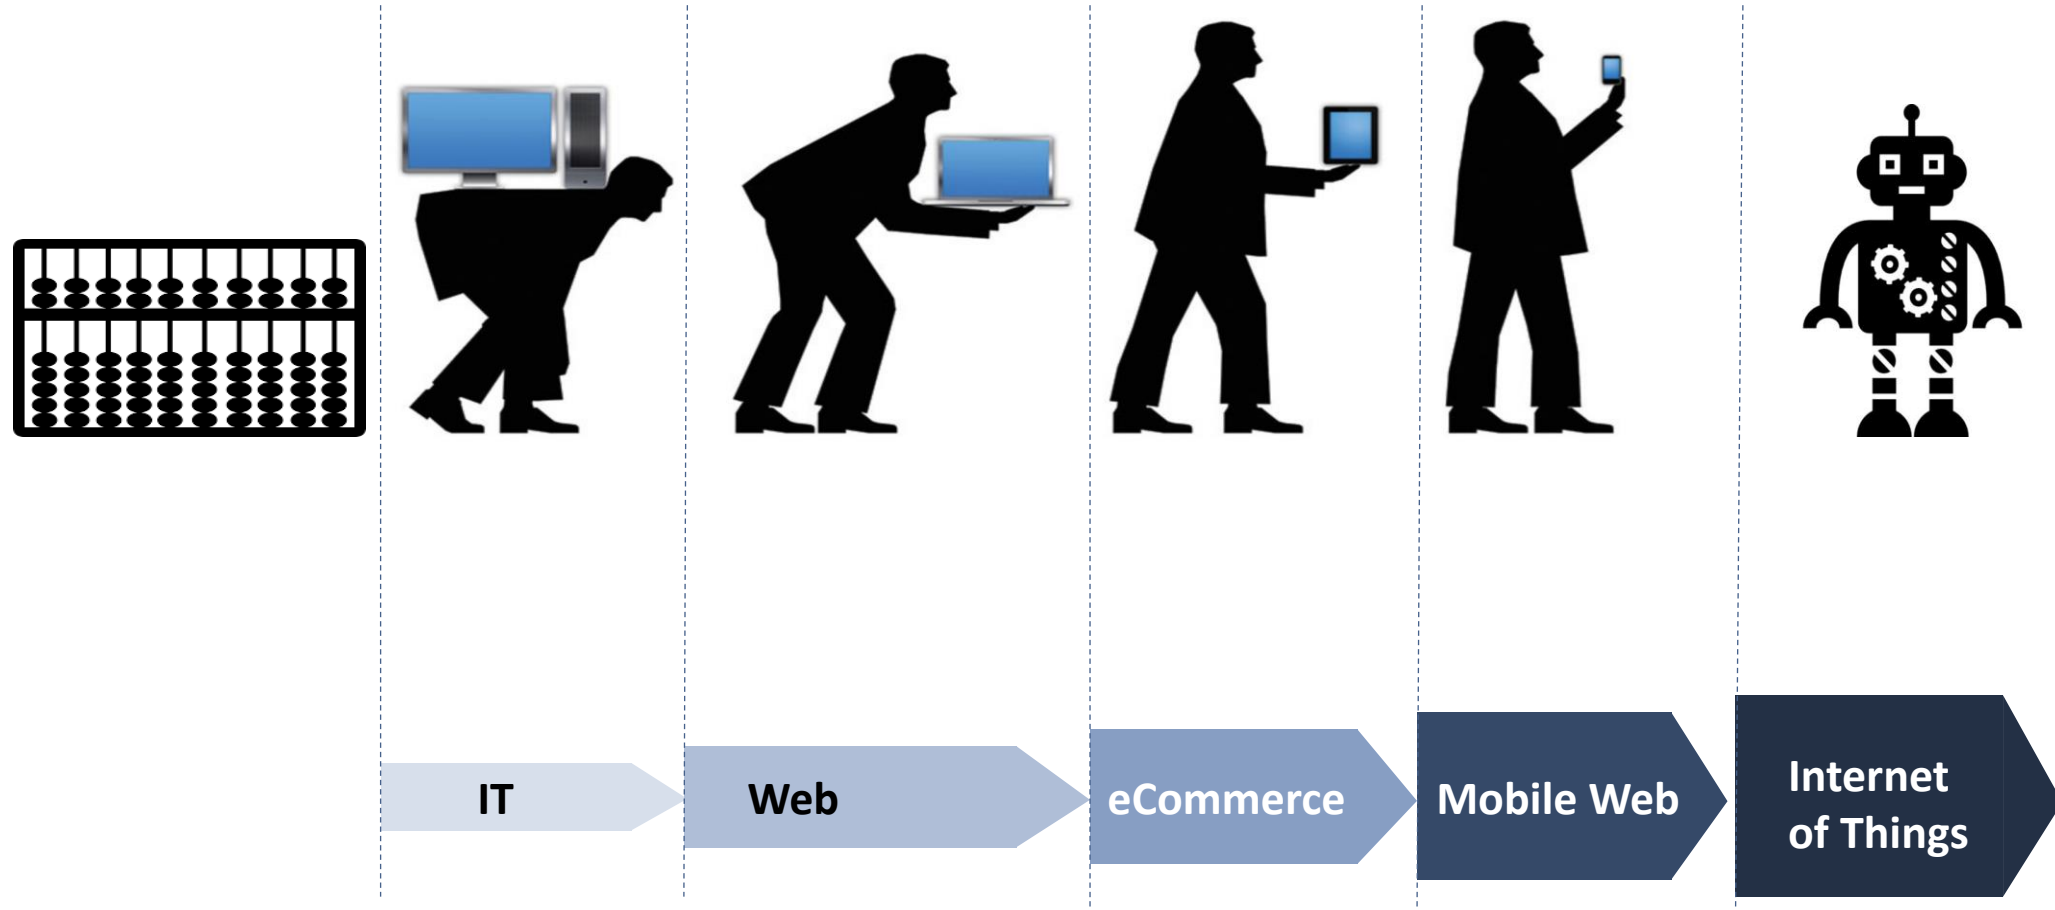 IT
Web
eCommerce
Mobile Web
Internet
of Things